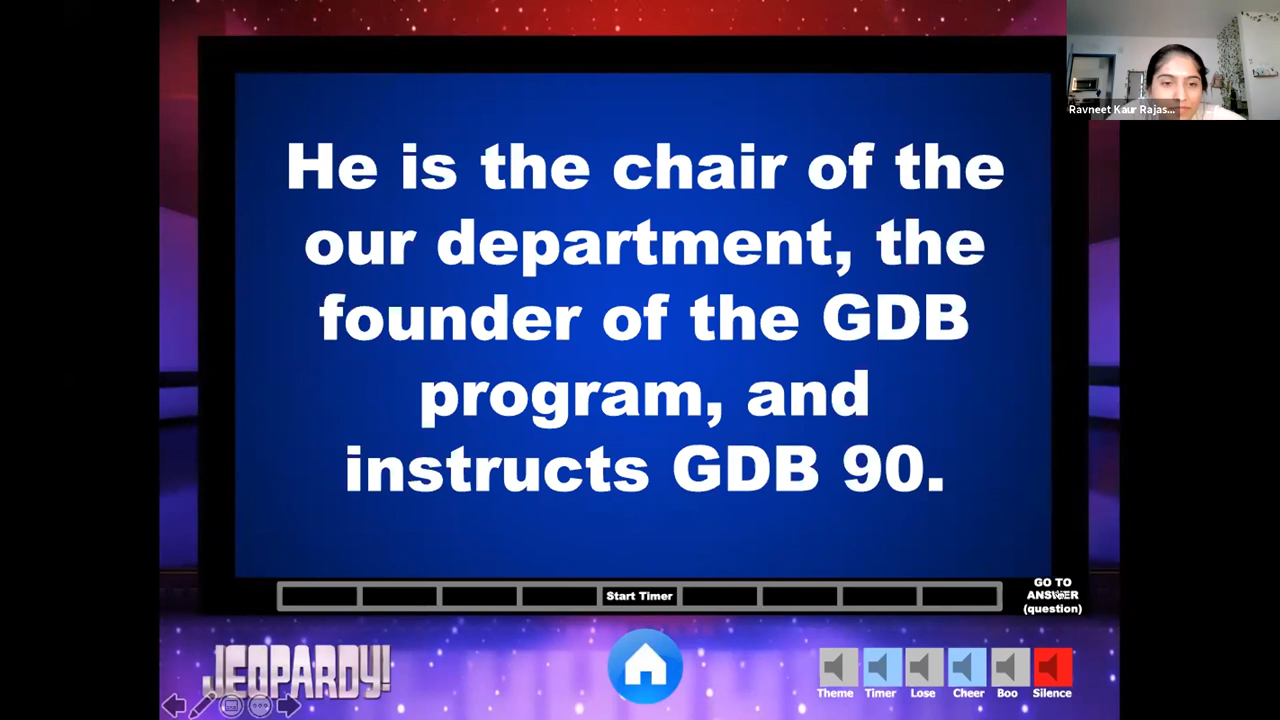 Ravneet Kaur Rajas...
He is the chair of the
our department, the
founder of the GDB
program, and
instructs GDB 90.
Start Timer
GO TO
ANSWER
(question)
JEOPARDY!
Theme Timer Lose Cheer Boo Silence